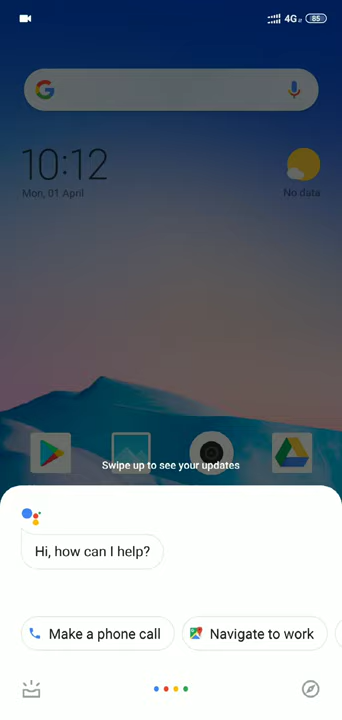 4G 85
10:12
Mon, 01 April
No data
Swipe up to see your updates
Hi, how can I help?
Make a phone call
Navigate to work